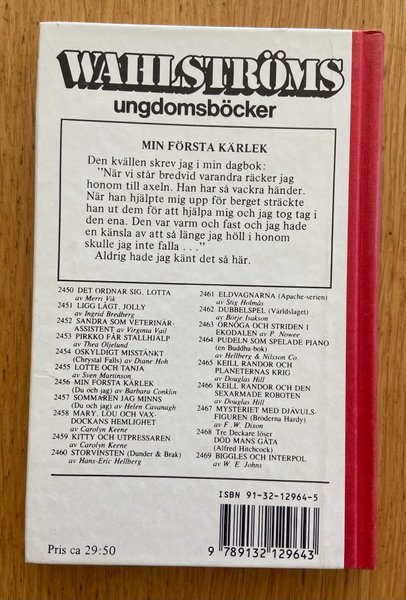 WAHLSTRÖMS
ungdomsböcker
MIN FÖRSTA KÄRLEK
Den kvällen skrev jag i min dagbok:
"När vi står bredvid varandra räcker jag
honom till axeln. Han har så vackra händer.
När han hjälpte mig upp för berget sträckte
han ut dem för att hjälpa mig och jag tog tag i
den ena. Den var varm och fast och jag hade
en känsla av att så länge jag höll i honom
skulle jag inte falla . . ."
Aldrig hade jag känt det så här.
2450 DET ORDNAR SIG, LOTTA
av Merri Vik
2451 LIGG LÅGT, JOLLY
av Ingrid Bredberg
2452 SANDRA SOM VETERINÄR-
ASSISTENT av Virginia Vail
2453 PIRKKO FÅR STALLHJÄLP
av Thea Oljelund
2454 OSKYLDIGT MISSTÄNKT
(Chrystal Falls) av Diane Hoh
2455 LOTTE OCH TANJA
av Sven Martinson
2456 MIN FÖRSTA KÄRLEK
(Du och jag) av Barbara Conklin
2457 SOMMAREN JAG MINNS
(Du och jag) av Helen Cavanagh
2458 MARY, LOU OCH VAX-
DOCKANS HEMLIGHET
av Carolyn Keene
2459 KITTY OCH UTPRESSAREN
av Carolyn Keene
2460 STORVINSTEN (Dunder & Brak)
av Hans-Eric Hellberg
2461 ELDVAGNARNA (Apache-serien)
av Stig Holmås
2462 DUBBELSPEL (Världslaget)
av Börje Isakson
2463 ÖRNÖGA OCH STRIDEN I
EKODALEN av P. Nowee
2464 PUDELN SOM SPELADE PIANO
(en Buddha-bok)
av Hellberg & Nilsson Co.
2465 KEILL RANDOR OCH
PLANETERNAS KRIG
av Douglas Hill
2466 KEILL RANDOR OCH DEN
SEXARMADE ROBOTEN
av Douglas Hill
2467 MYSTERIET MED DJÄVULS-
FIGUREN (Bröderna Hardy)
av F. W. Dixon
2468 Tre Deckare löser
DÖD MANS GÅTA
(Alfred Hitchcock)
2469 BIGGLES OCH INTERPOL
av W. E. Johns
ISBN 91-32-12964-5
Pris ca 29:50
9 789132 129643